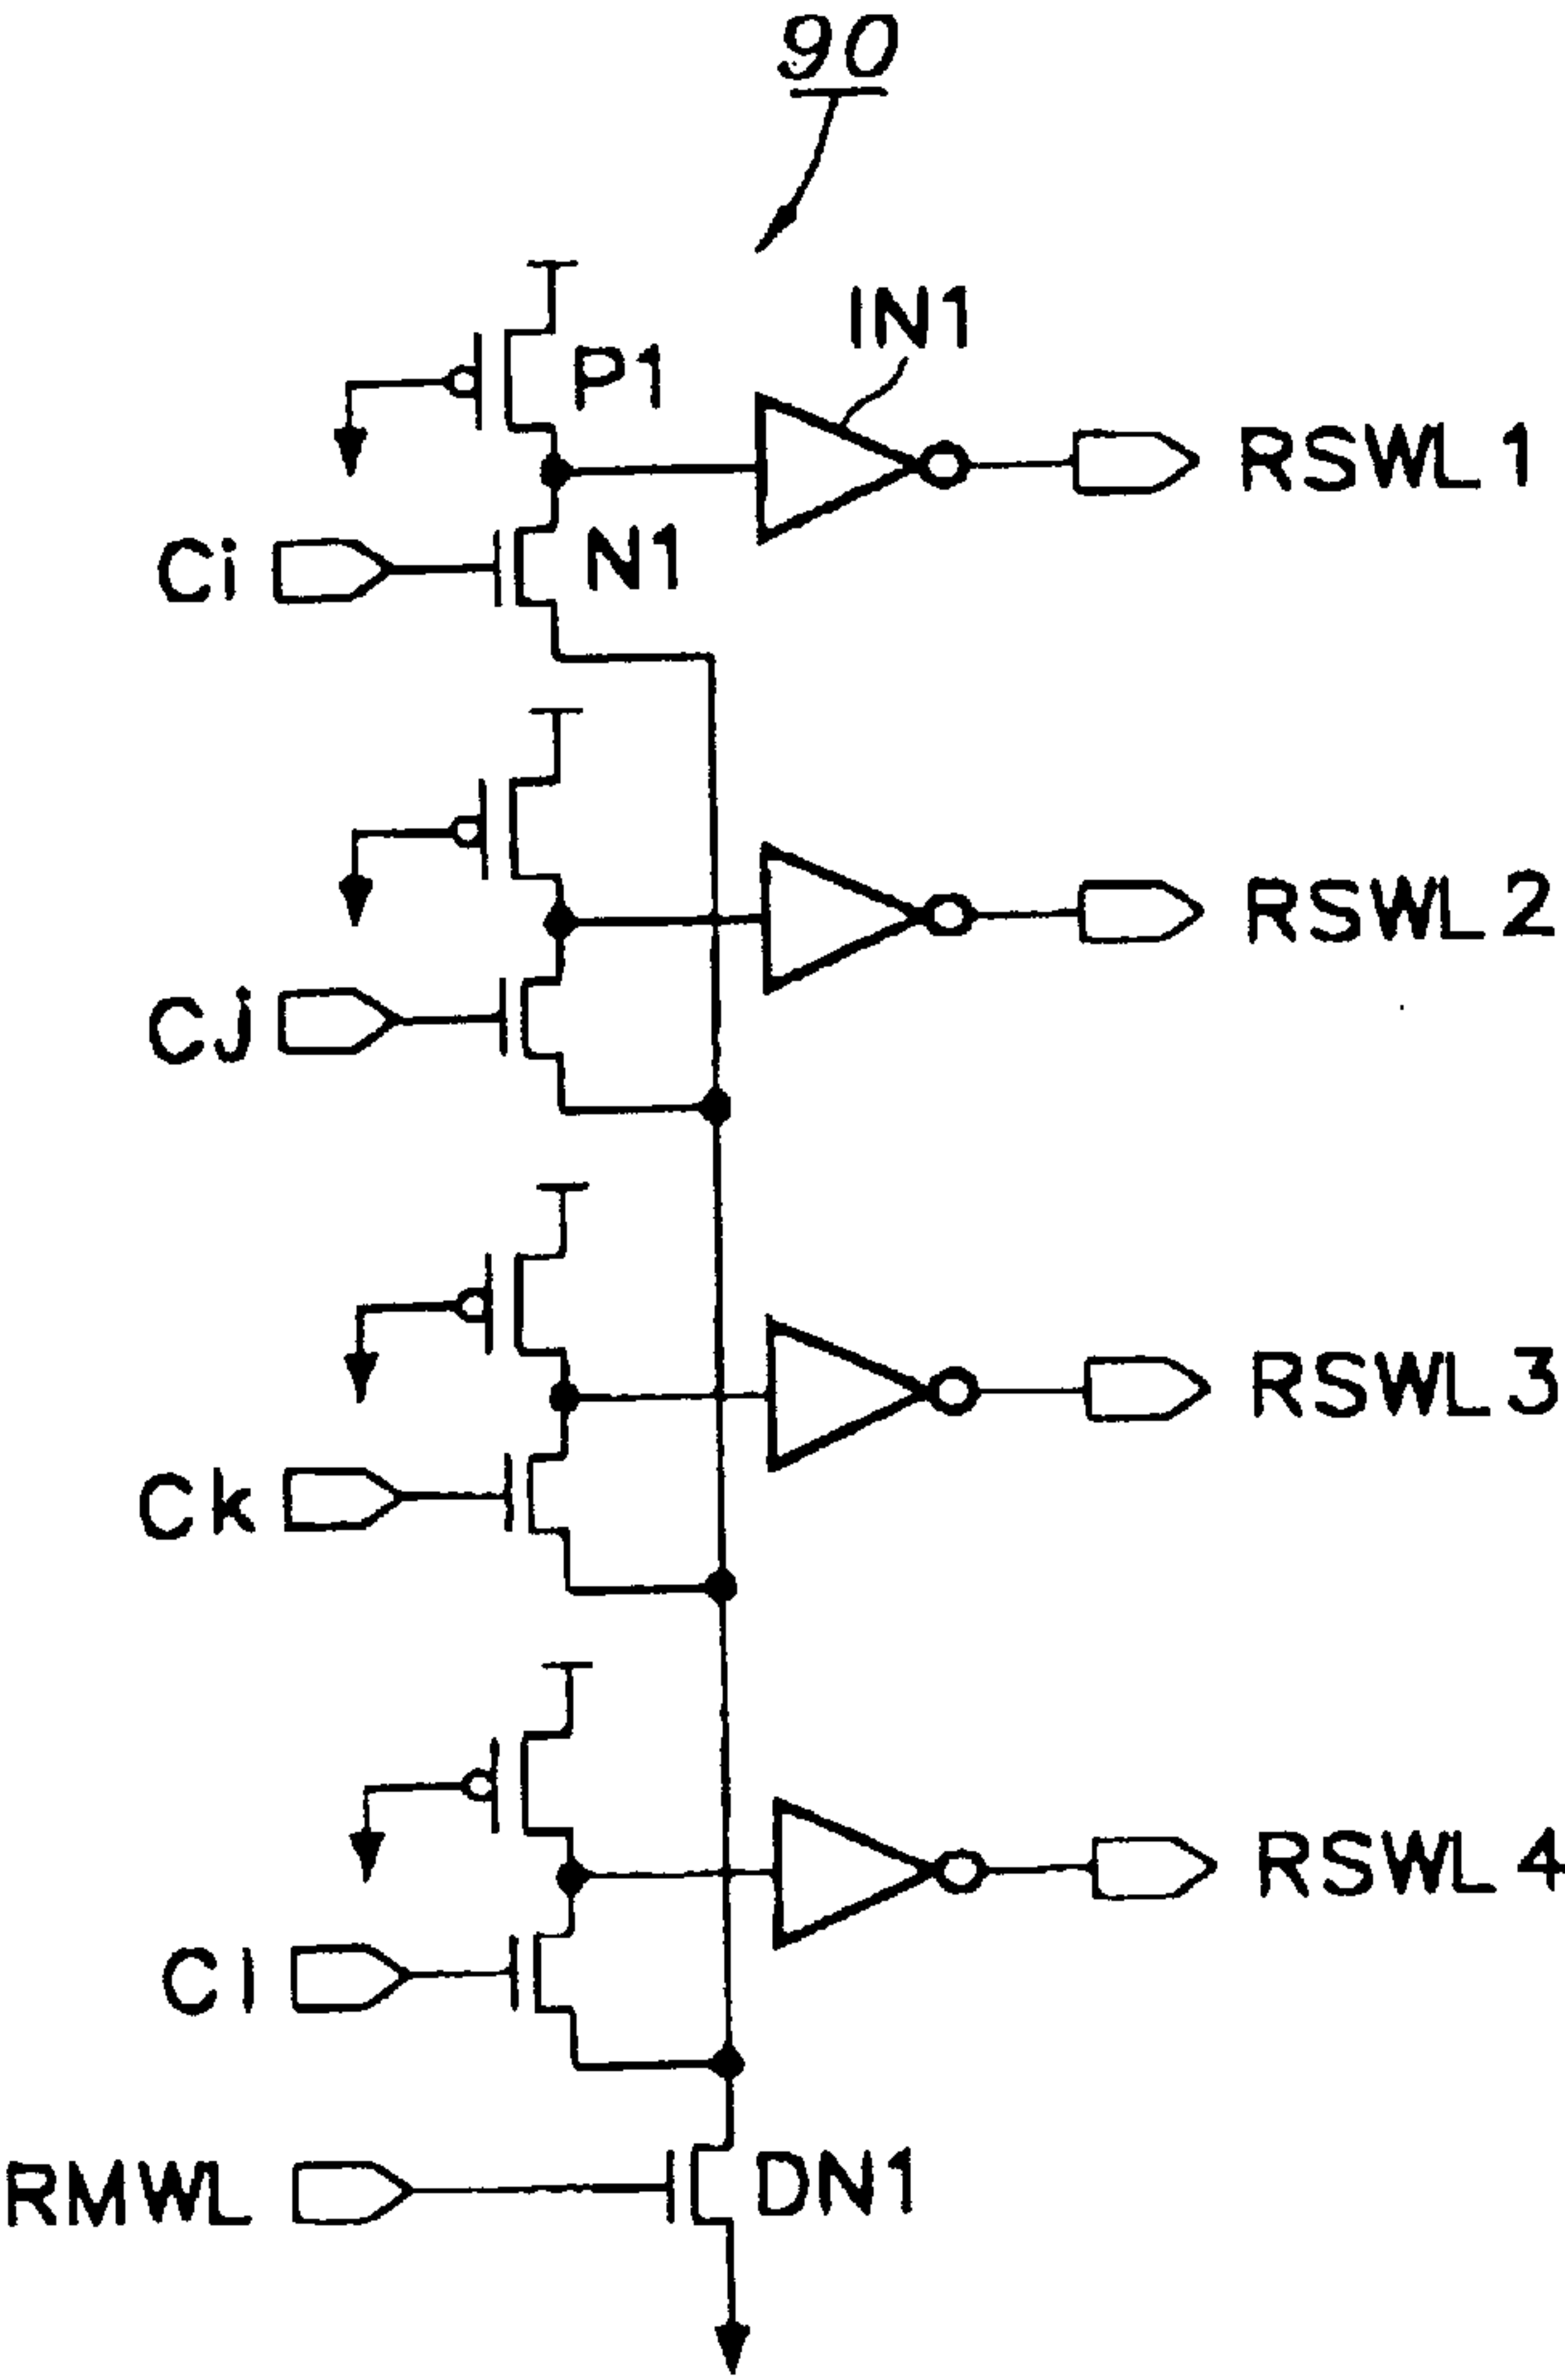 90
IN1
P1
RSWL1
Ci
N1
RSWL2
Cj
RSWL3
Ck
RSWL4
Cl
RMWL
DN1